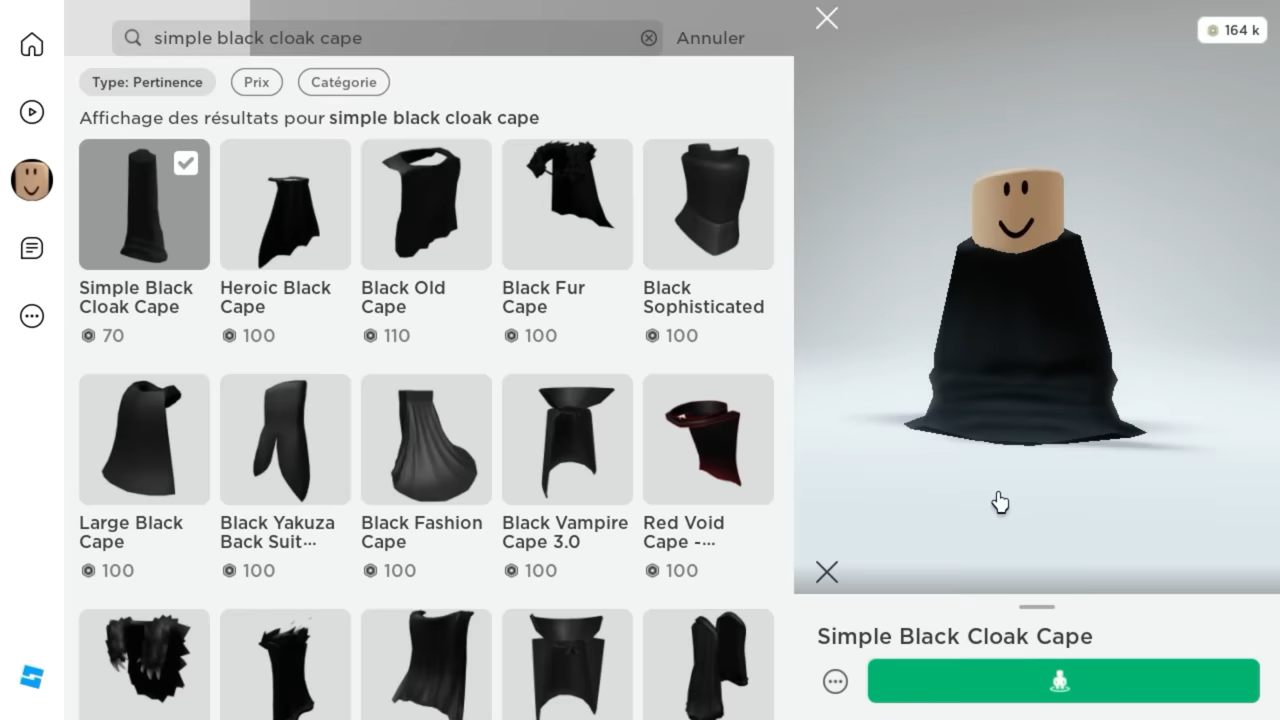 simple black cloak cape
Annuler
164 k
Type: Pertinence
Prix
Catégorie
Affichage des résultats pour simple black cloak cape
Simple Black
Cloak Cape
70
Heroic Black
Cape
100
Black Old
Cape
110
Black Fur
Cape
100
Black
Sophisticated
100
Large Black
Cape
100
Black Yakuza
Back Suit...
100
Black Fashion
Cape
100
Black Vampire
Cape 3.0
100
Red Void
Cape -...
100
Simple Black Cloak Cape